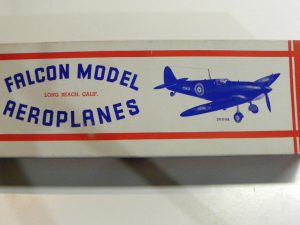 FALCON MODEL
LONG BEACH, CALIF.
AEROPLANES